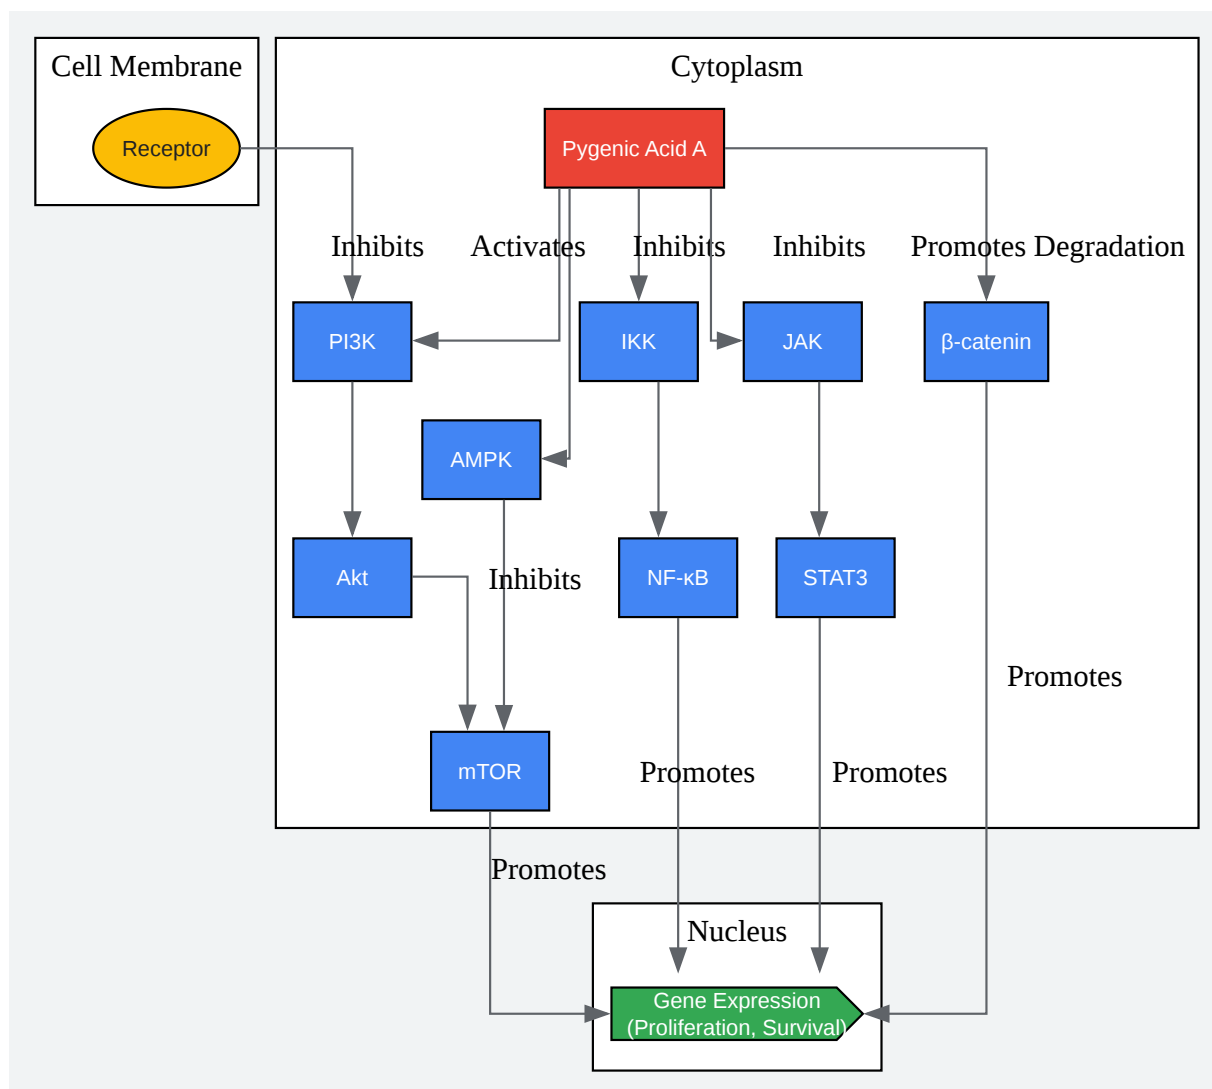 Cell Membrane
Cytoplasm
Receptor
Pygenic Acid A
Inhibits
Activates
Inhibits
Inhibits
Promotes Degradation
PI3K
IKK
JAK
β-catenin
AMPK
Akt
Inhibits
NF-κB
STAT3
Promotes
mTOR
Promotes
Promotes
Promotes
Nucleus
Gene Expression
(Proliferation, Survival)